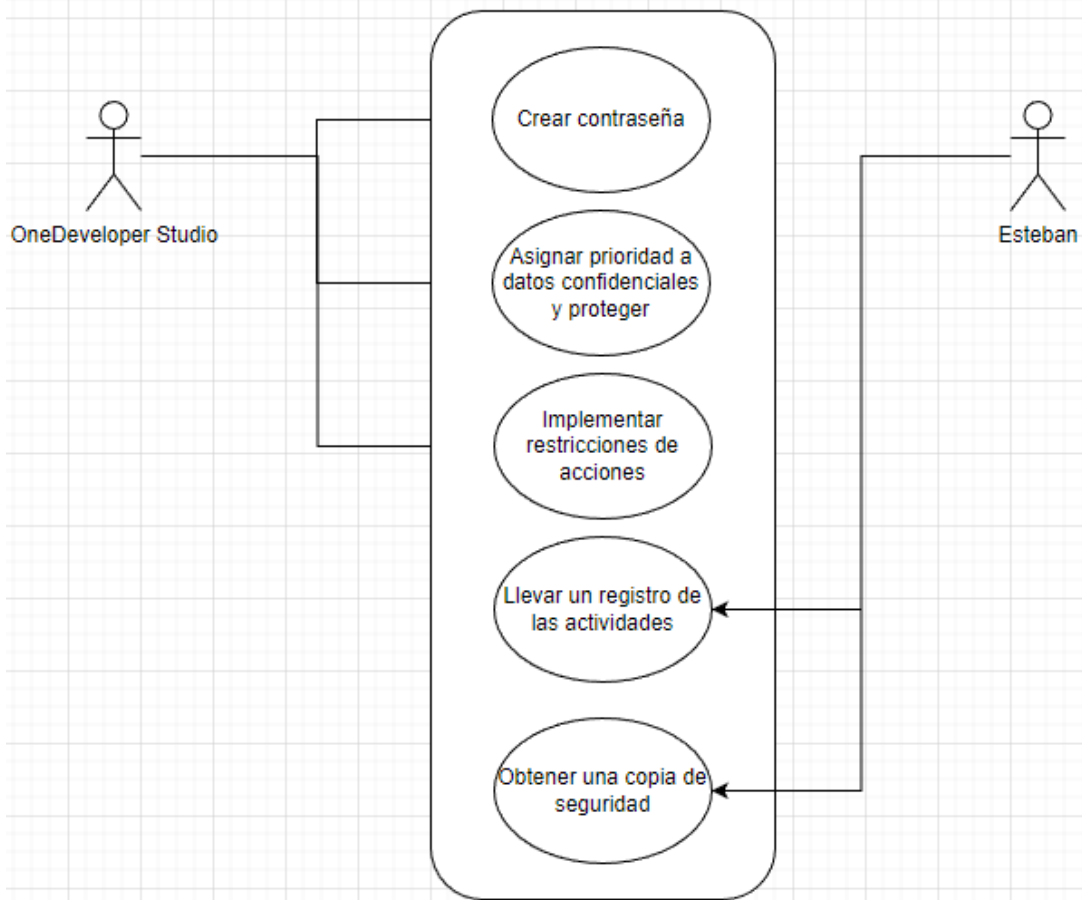 Crear contraseña
OneDeveloper Studio
Esteban
Asignar prioridad a
datos confidenciales
y proteger
Implementar
restricciones de
acciones
Llevar un registro de
las actividades
Obtener una copia de
seguridad